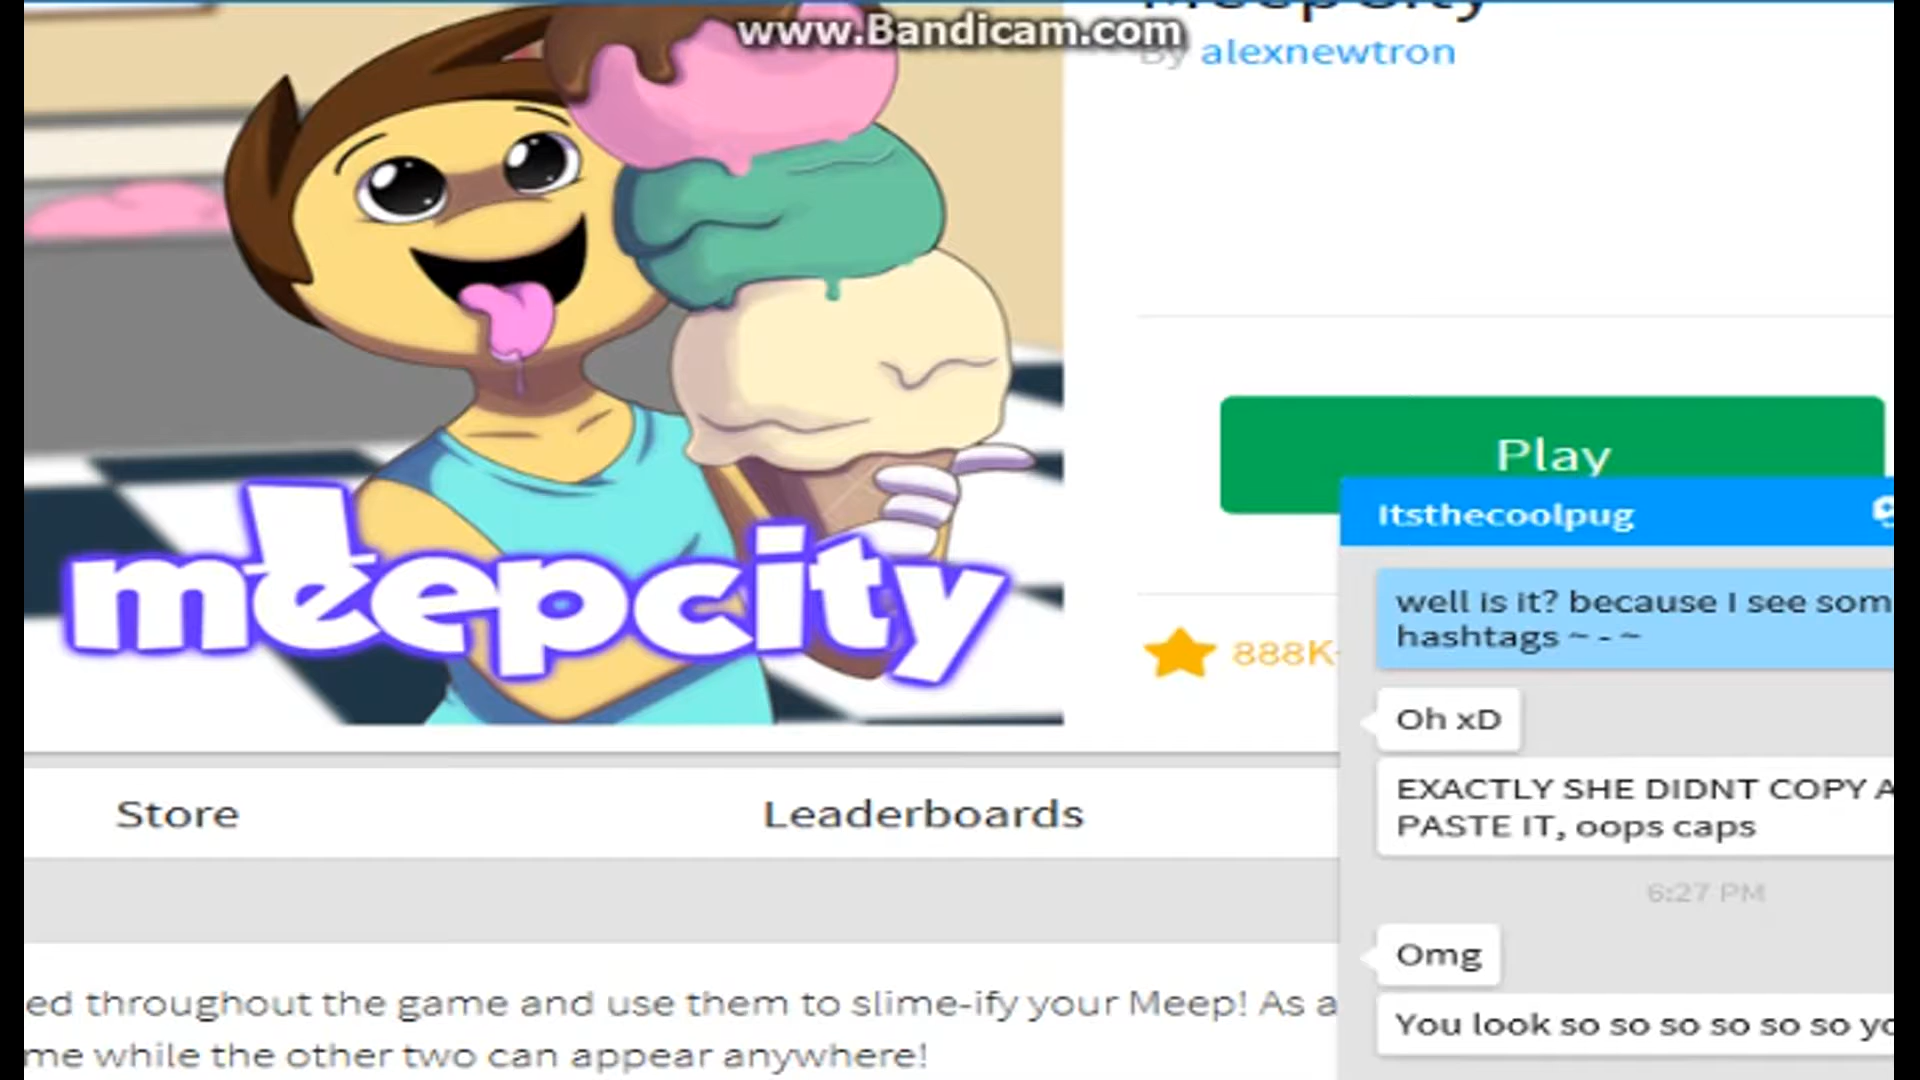 MeepCity
www.Bandicam.com
By alexnewtron
Play
meepcity
888K+
Store
Leaderboards
ed throughout the game and use them to slime-ify your Meep! As a
me while the other two can appear anywhere!
Itsthecoolpug
well is it? because I see som
hashtags ~ - ~
Oh xD
EXACTLY SHE DIDNT COPY A
PASTE IT, oops caps
6:27 PM
Omg
You look so so so so so so yo